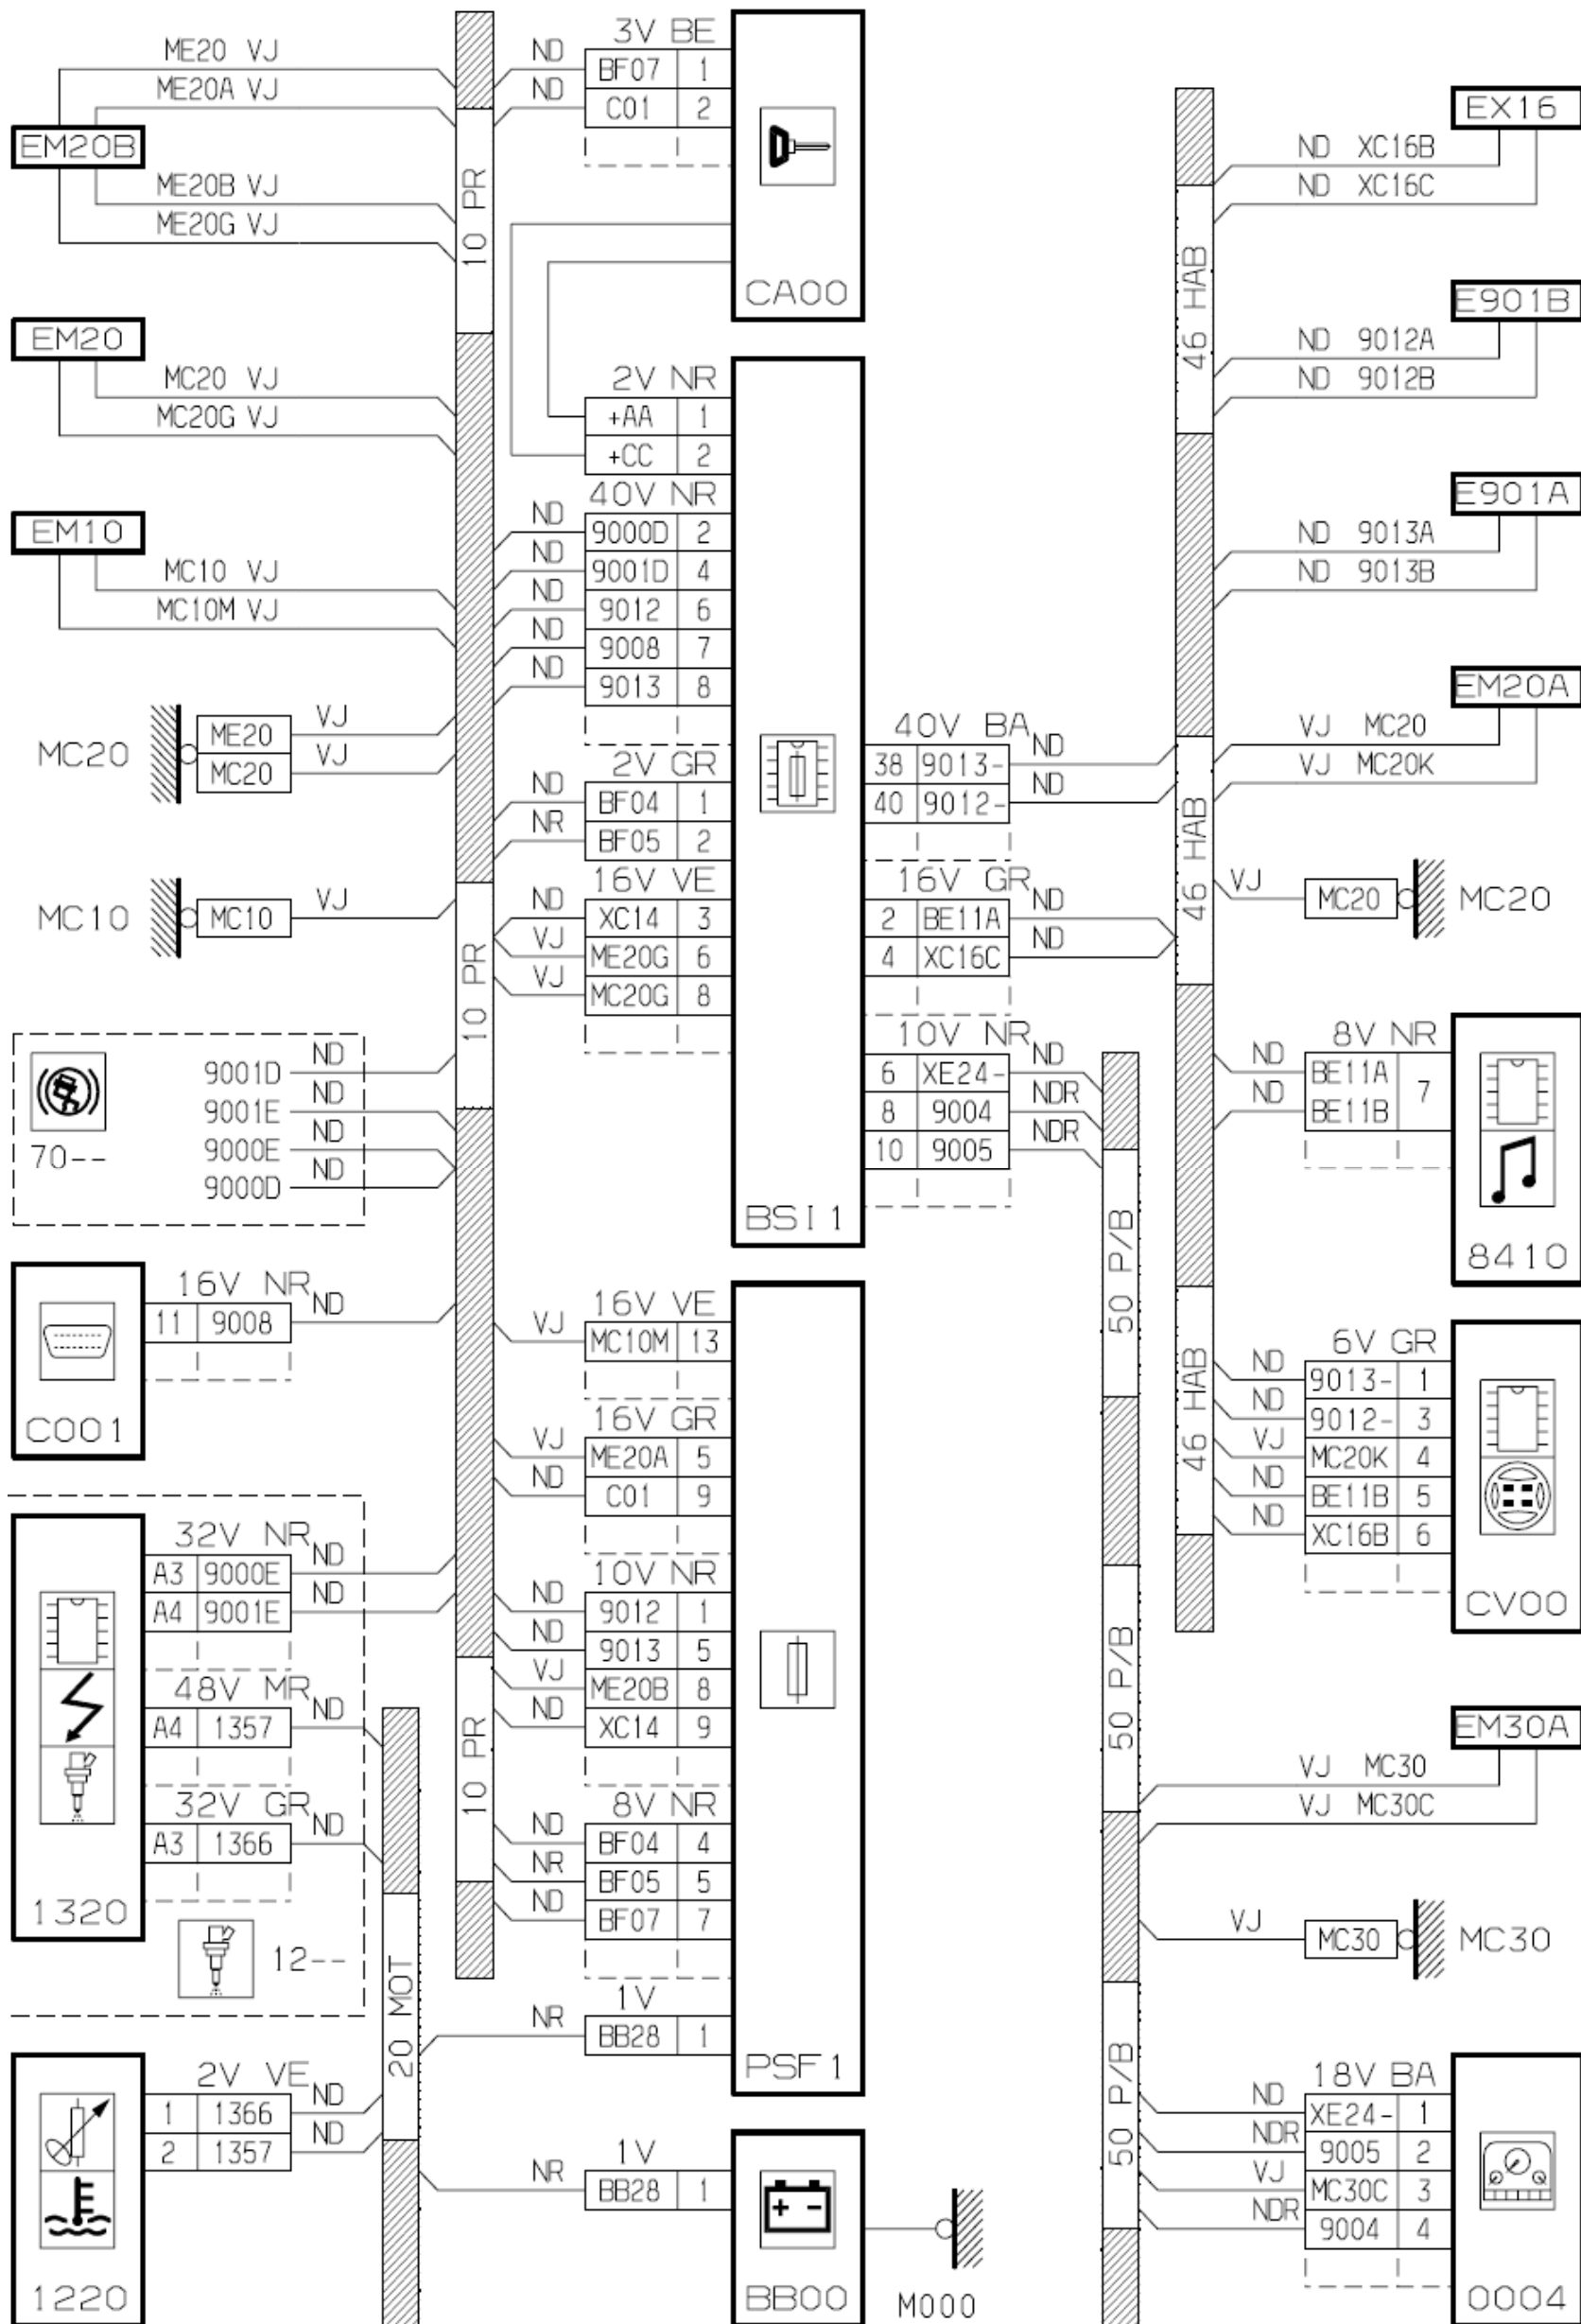 ME20 VJ
ME20A VJ
EM20B
ME20B VJ
ME20G VJ
EM20
MC20 VJ
MC20G VJ
EM10
MC10 VJ
MC10M VJ
MC20
ME20 VJ
MC20 VJ
MC10
MC10 VJ
70--
9001D ND
9001E ND
9000E ND
9000D ND
16V NR
11 9008 ND
C001
32V NR
A3 9000E ND
A4 9001E ND
48V MR
A4 1357 ND
32V GR
A3 1366 ND
1320
12--
2V VE
1 1366 ND
2 1357 ND
1220
10 PR
10 PR
10 PR
20 MOT
3V BE
ND BF07 1
ND C01 2
CA00
2V NR
+AA 1
+CC 2
40V NR
ND 9000D 2
ND 9001D 4
ND 9012 6
ND 9008 7
ND 9013 8
2V GR
ND BF04 1
NR BF05 2
16V VE
ND XC14 3
VJ ME20G 6
VJ MC20G 8
40V BA
38 9013- ND
40 9012- ND
16V GR
2 BE11A ND
4 XC16C ND
10V NR
6 XE24- ND
8 9004 NDR
10 9005 NDR
BSI1
16V VE
VJ MC10M 13
16V GR
VJ ME20A 5
ND C01 9
10V NR
ND 9012 1
ND 9013 5
VJ ME20B 8
ND XC14 9
8V NR
ND BF04 4
NR BF05 5
ND BF07 7
1V
NR BB28 1
PSF1
1V
NR BB28 1
BB00
M000
46 HAB
46 HAB
46 HAB
50 P/B
50 P/B
50 P/B
EX16
ND XC16B
ND XC16C
E901B
ND 9012A
ND 9012B
E901A
ND 9013A
ND 9013B
EM20A
VJ MC20
VJ MC20K
VJ MC20
MC20
8V NR
ND BE11A 7
ND BE11B
8410
6V GR
ND 9013- 1
ND 9012- 3
VJ MC20K 4
ND BE11B 5
ND XC16B 6
CV00
EM30A
VJ MC30
VJ MC30C
VJ MC30
MC30
18V BA
ND XE24- 1
NDR 9005 2
VJ MC30C 3
NDR 9004 4
0004